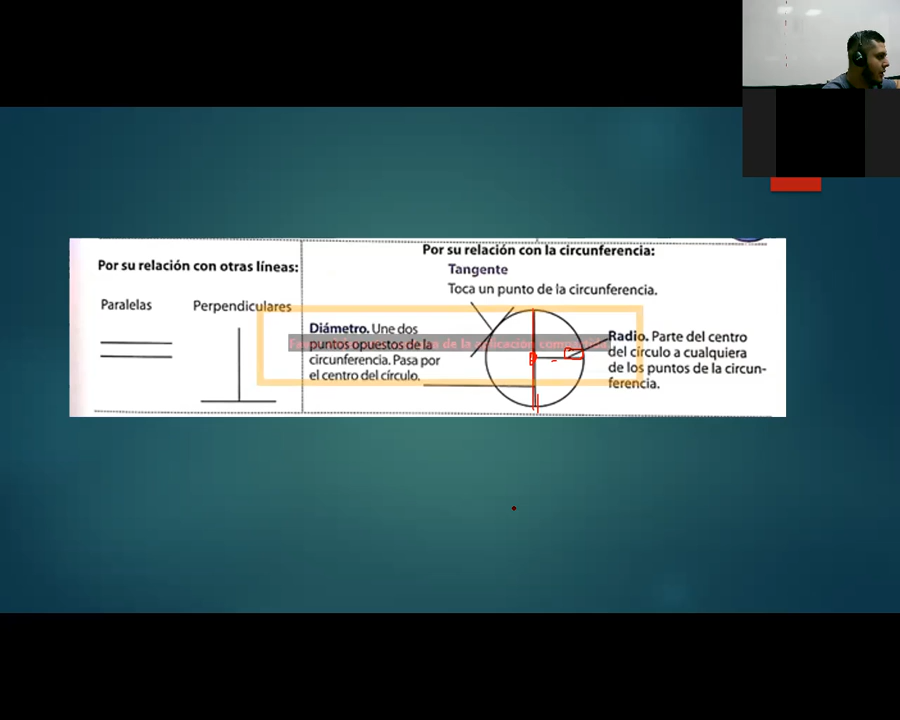 Por su relación con otras líneas:
Paralelas
Perpendiculares
Por su relación con la circunferencia:
Tangente
Toca un punto de la circunferencia.
Diámetro. Une dos
puntos opuestos de la
circunferencia. Pasa por
el centro del círculo.
Radio. Parte del centro
del círculo a cualquiera
de los puntos de la circun-
ferencia.